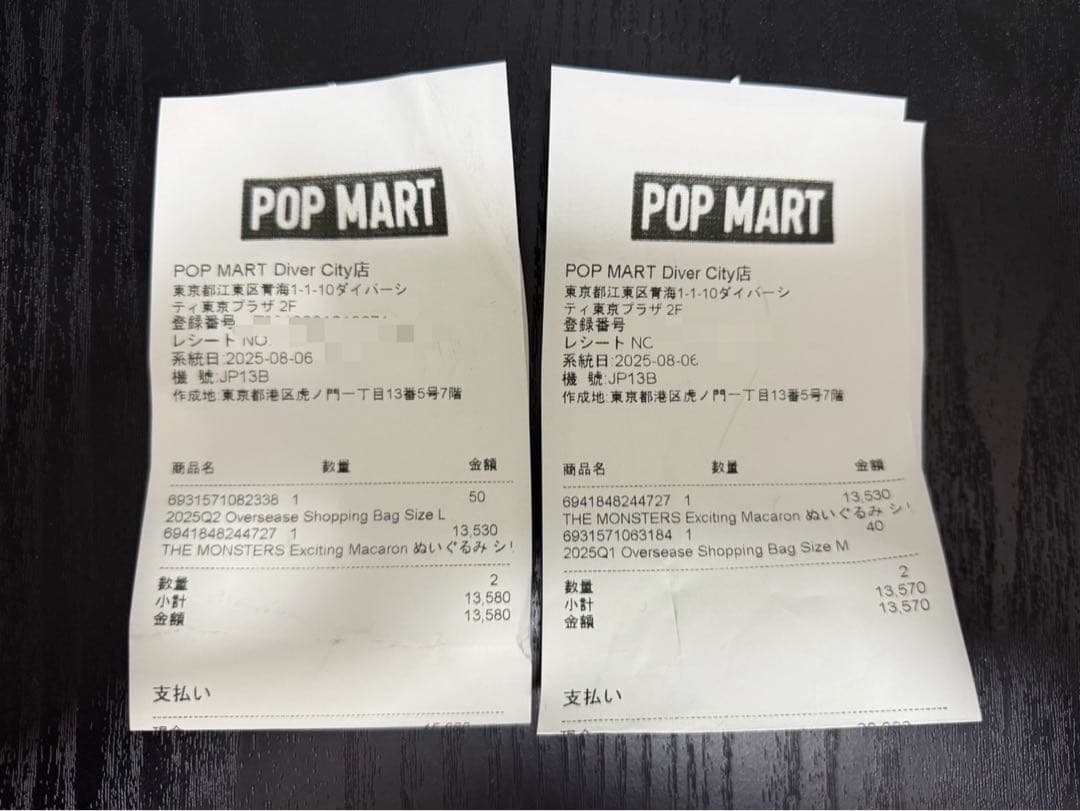 POP MART
POP MART Diver City店
東京都江東区青海1-1-10ダイバーシ
ティ東京プラザ 2F
登録番号
レシート NO.
系統日:2025-08-06
機 號:JP13B
作成地:東京都港区虎ノ門一丁目13番5号7階
商品名 数量 金額
6931571082338 1 50
2025Q2 Oversease Shopping Bag Size L
6941848244727 1 13,530
THE MONSTERS Exciting Macaron ぬいぐるみ シリ
数量 2
小計 13,580
金額 13,580
支払い
現金
POP MART
POP MART Diver City店
東京都江東区青海1-1-10ダイバーシ
ティ東京プラザ 2F
登録番号
レシート NO
系統日:2025-08-06
機 號:JP13B
作成地:東京都港区虎ノ門一丁目13番5号7階
商品名 数量 金額
6941848244727 1 13,530
THE MONSTERS Exciting Macaron ぬいぐるみ シリ
6931571063184 1 40
2025Q1 Oversease Shopping Bag Size M
数量 2
小計 13,570
金額 13,570
支払い
現金